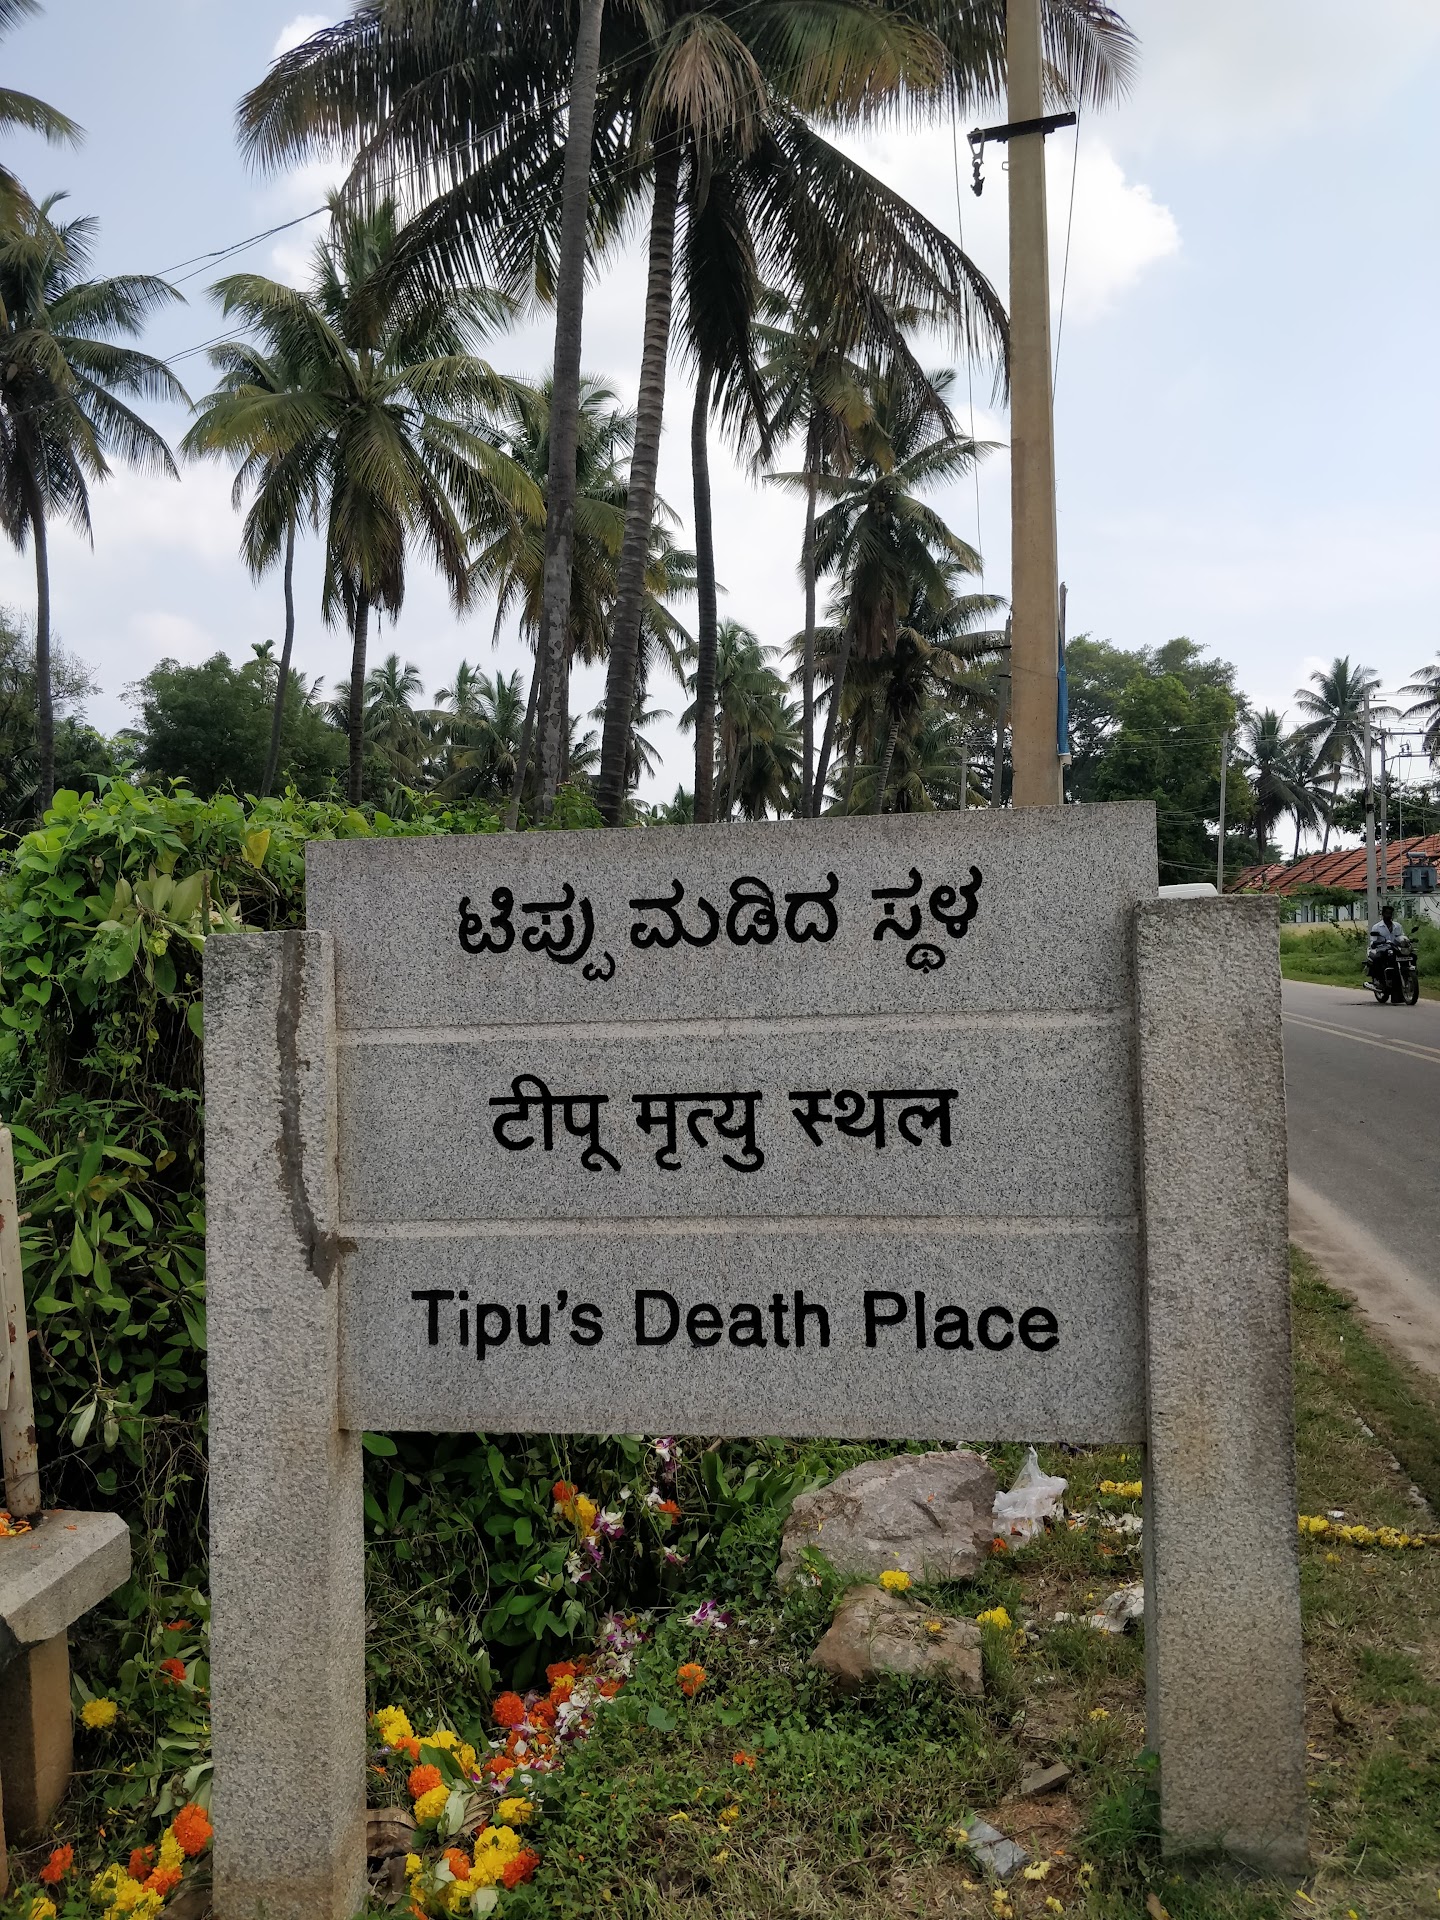 ಟಿಪ್ಪು ಮಡಿದ ಸ್ಥಳ
टीपू मृत्यु स्थल
Tipu's Death Place